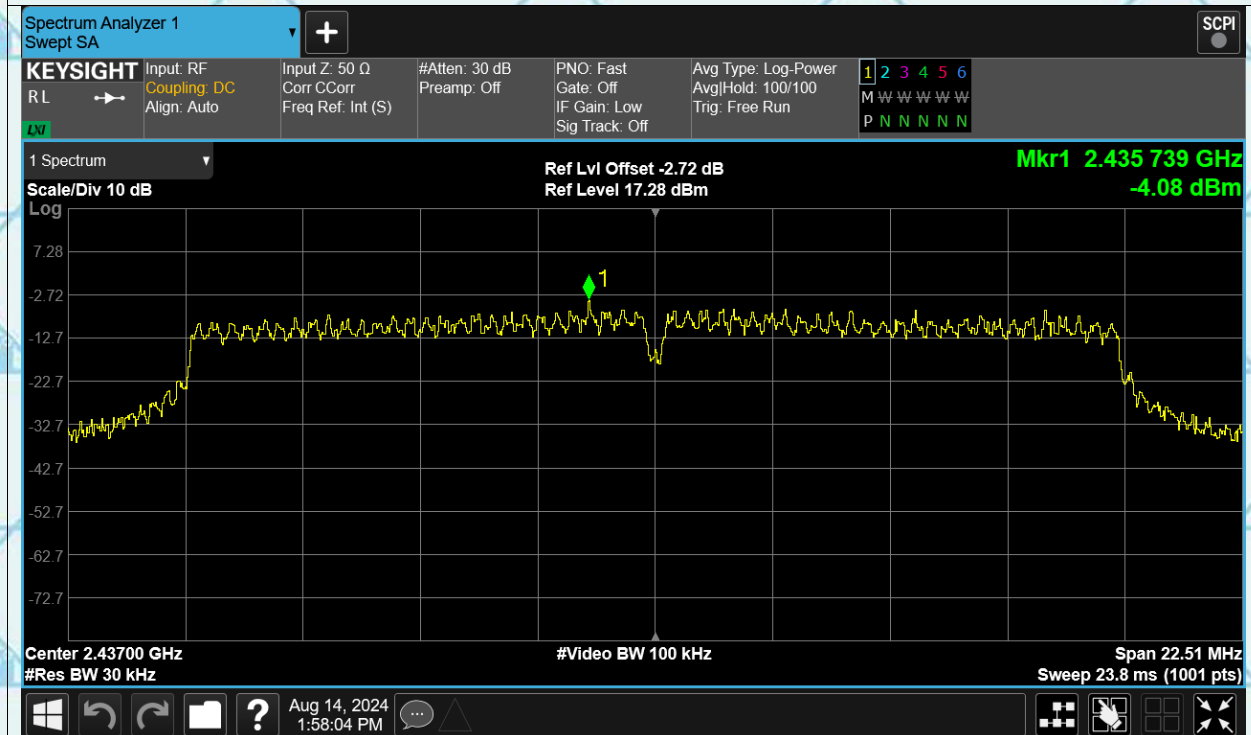 Spectrum Analyzer 1
Swept SA
+
SCPI
KEYSIGHT
RL
LXI
Input: RF
Coupling: DC
Align: Auto
Input Z: 50 Ω
Corr CCorr
Freq Ref: Int (S)
#Atten: 30 dB
Preamp: Off
PNO: Fast
Gate: Off
IF Gain: Low
Sig Track: Off
Avg Type: Log-Power
Avg|Hold: 100/100
Trig: Free Run
1 2 3 4 5 6
M W W W W W
P N N N N N N
1 Spectrum
Scale/Div 10 dB
Log
Ref Lvl Offset -2.72 dB
Ref Level 17.28 dBm
Mkr1 2.435 739 GHz
-4.08 dBm
7.28
-2.72
-12.7
-22.7
-32.7
-42.7
-52.7
-62.7
-72.7
1
Center 2.43700 GHz
#Res BW 30 kHz
#Video BW 100 kHz
Span 22.51 MHz
Sweep 23.8 ms (1001 pts)
?
Aug 14, 2024
1:58:04 PM